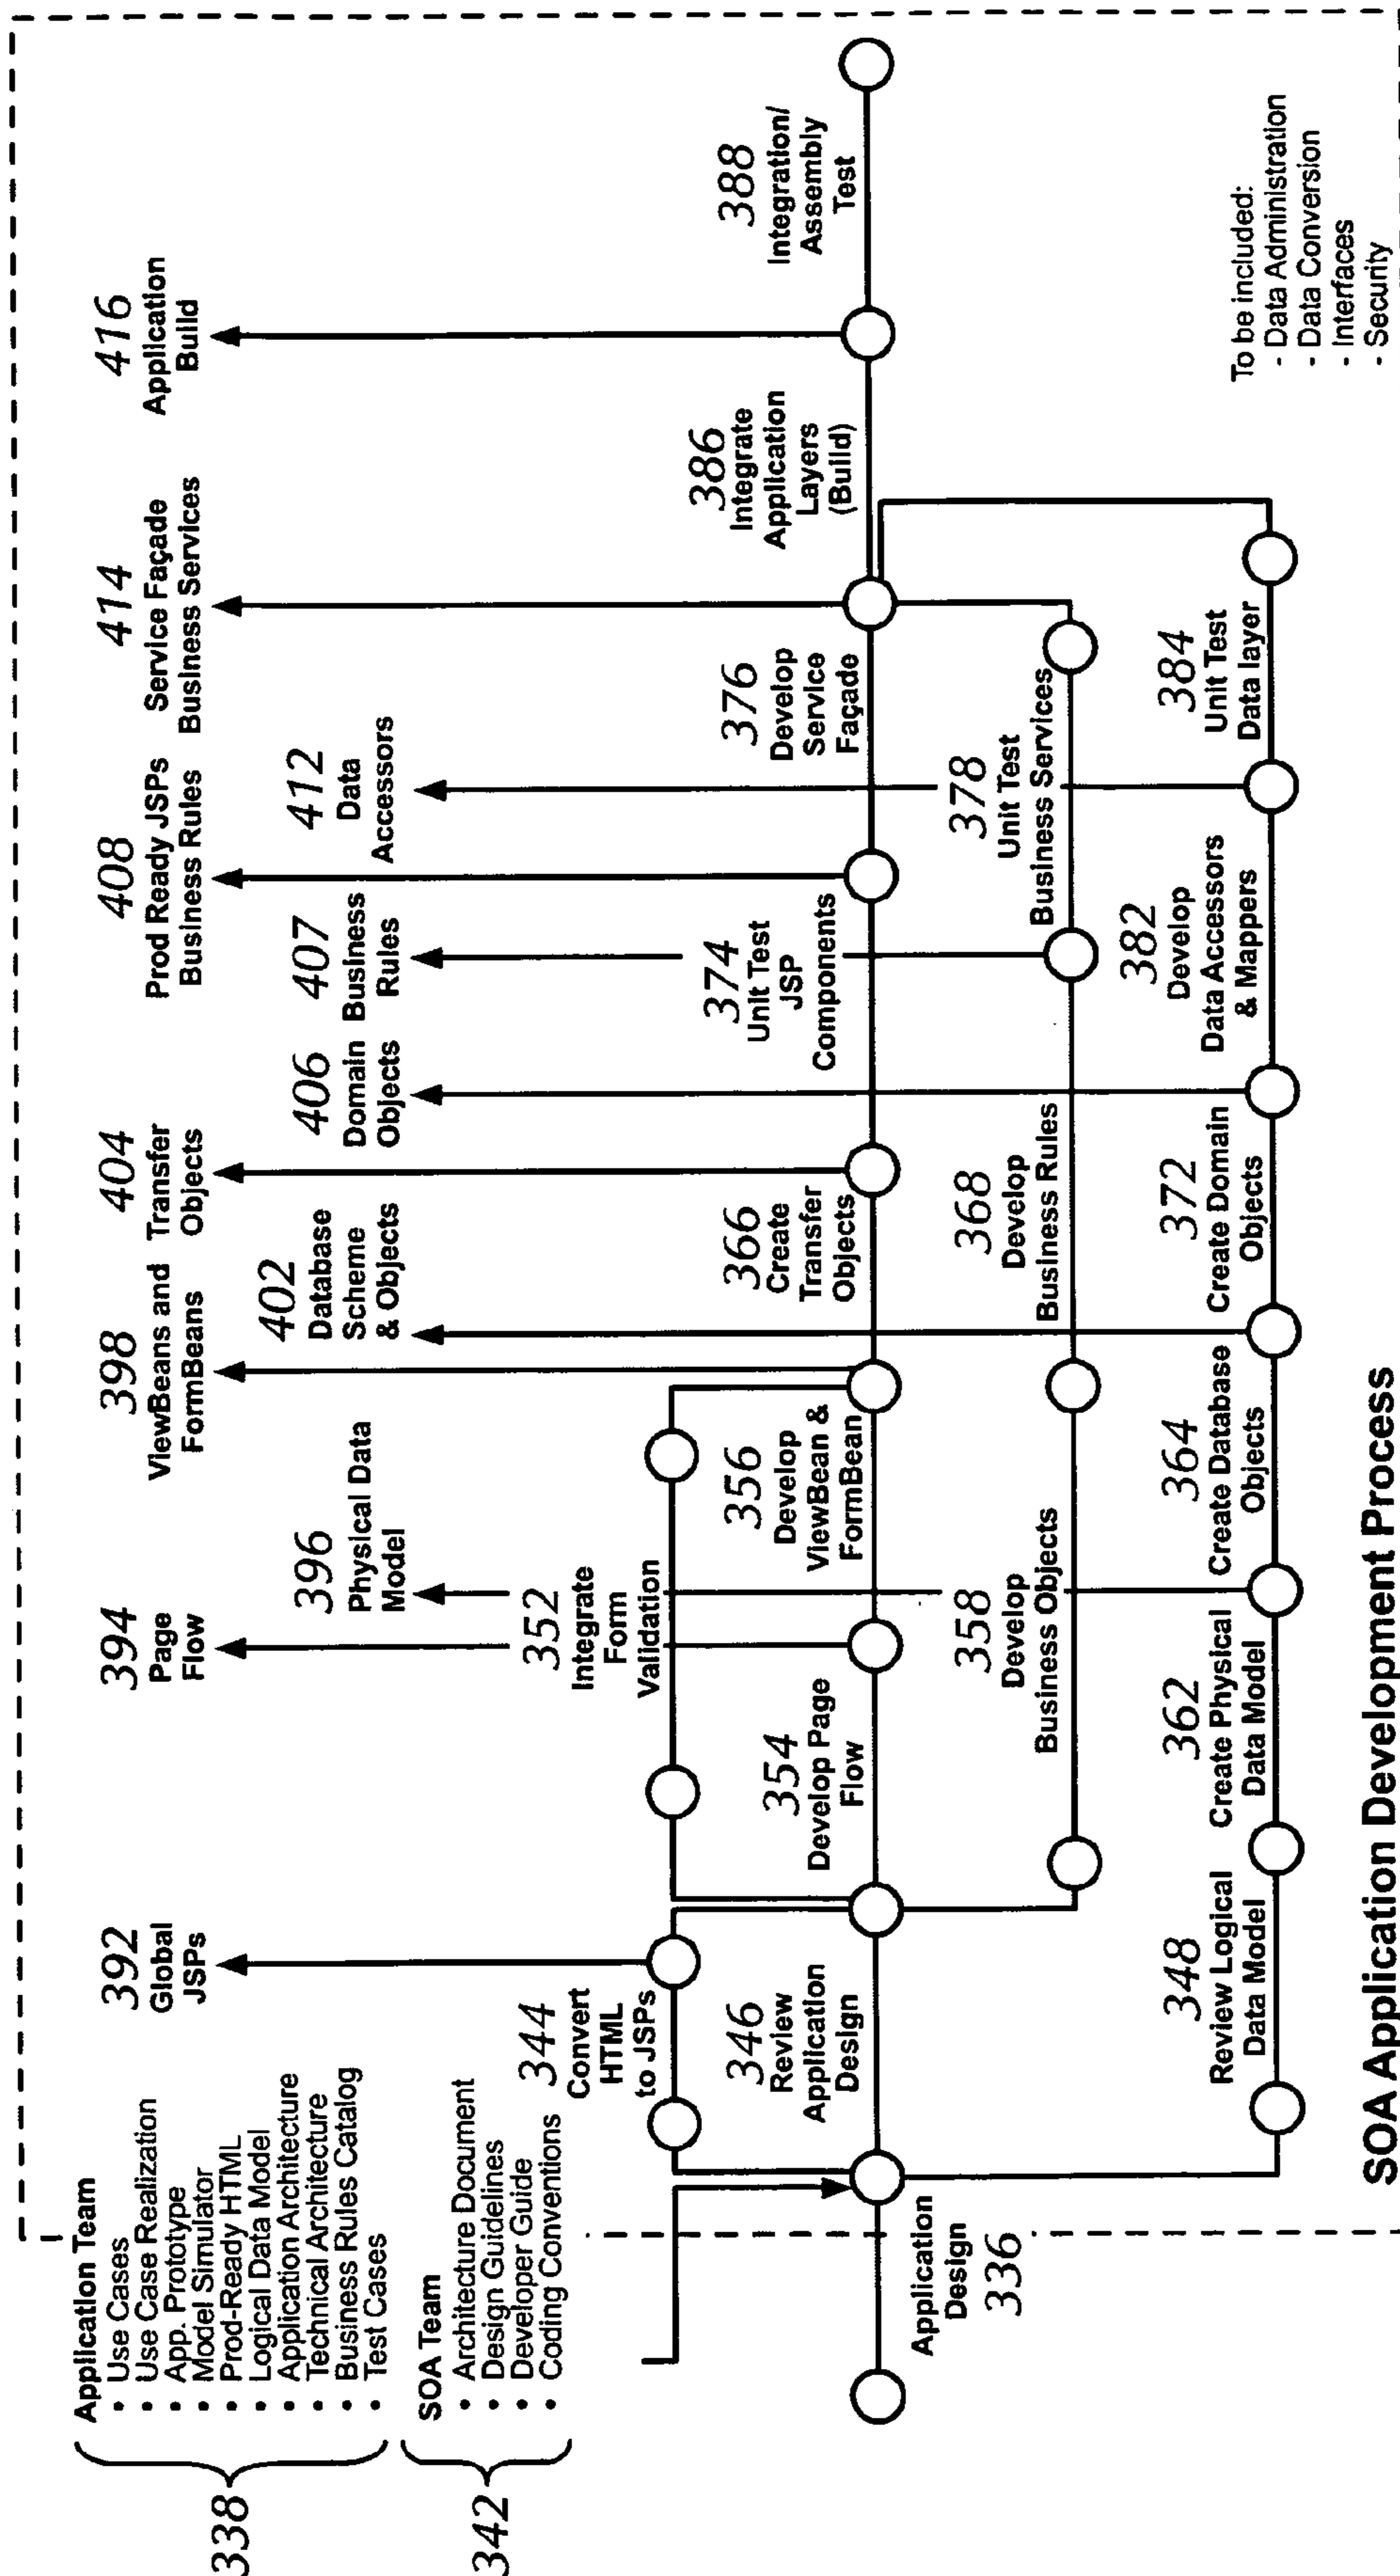 338
Application Team
• Use Cases
• Use Case Realization
• App. Prototype
• Model Simulator
• Prod-Ready HTML
• Logical Data Model
• Application Architecture
• Technical Architecture
• Business Rules Catalog
• Test Cases
342
SOA Team
• Architecture Document
• Design Guidelines
• Developer Guide
• Coding Conventions
392
Global
JSPs
394
Page
Flow
396
Physical Data
Model
398
ViewBeans and
FormBeans
402
Database
Scheme
& Objects
404
Transfer
Objects
406
Domain
Objects
407
Business
Rules
408
Prod Ready JSPs
Business Rules
412
Data
Accessors
414
Service Façade
Business Services
416
Application
Build
344
Convert
HTML
to JSPs
352
Integrate
Form
Validation
Application
Design
336
346
Review
Application
Design
354
Develop Page
Flow
356
Develop
ViewBean &
FormBean
366
Create
Transfer
Objects
374
Unit Test
JSP
Components
376
Develop
Service
Façade
386
Integrate
Application
Layers
(Build)
388
Integration/
Assembly
Test
358
Develop
Business Objects
368
Develop
Business Rules
378
Unit Test
Business Services
348
Review Logical
Data Model
362
Create Physical
Data Model
364
Create Database
Objects
372
Create Domain
Objects
382
Develop
Data Accessors
& Mappers
384
Unit Test
Data layer
To be included:
- Data Administration
- Data Conversion
- Interfaces
- Security
SOA Application Development Process